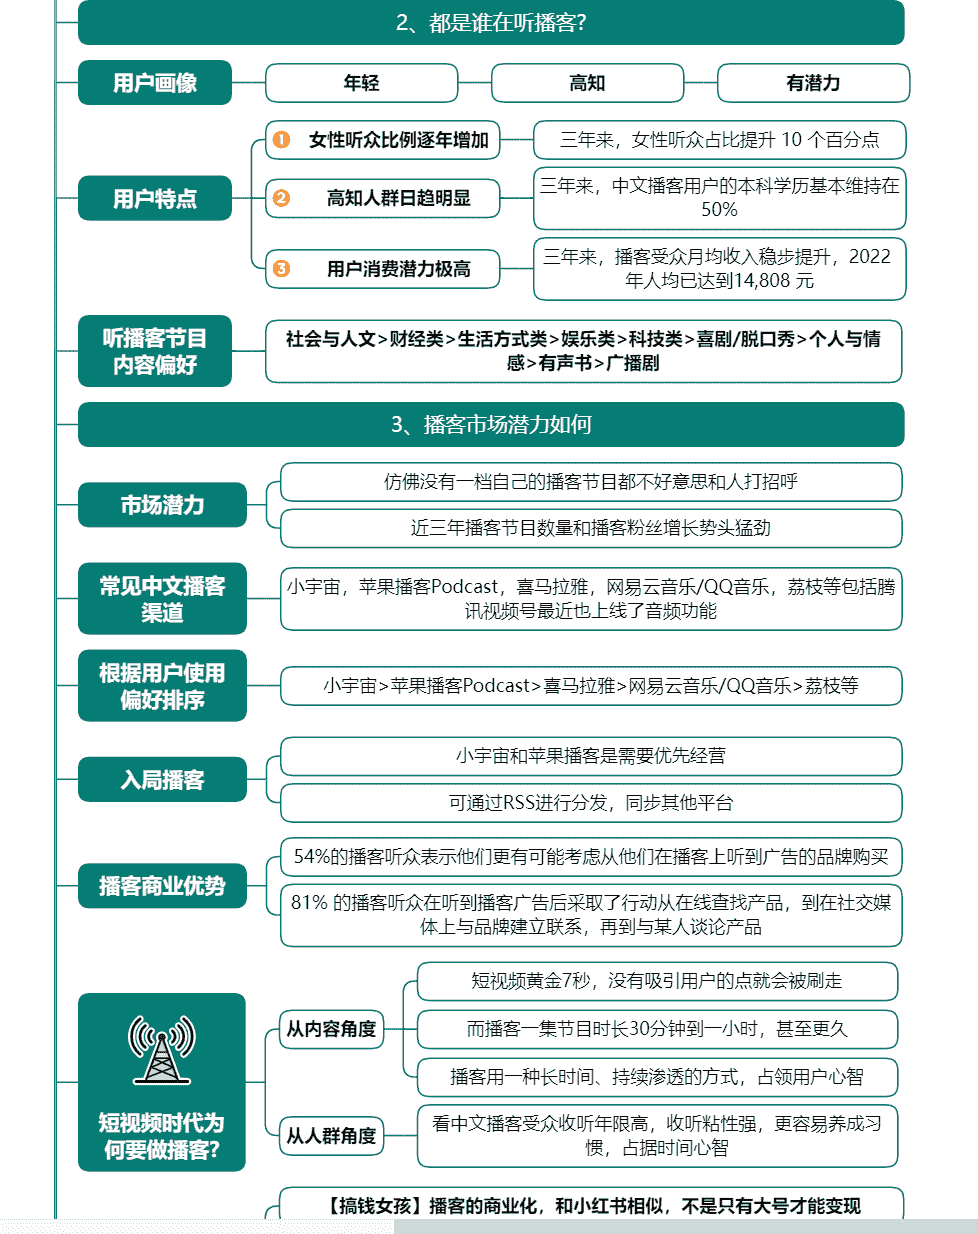 2、都是谁在听播客?
用户画像
年轻
高知
有潜力
用户特点
1 女性听众比例逐年增加
三年来，女性听众占比提升 10 个百分点
2 高知人群日趋明显
三年来，中文播客用户的本科学历基本维持在
50%
3 用户消费潜力极高
三年来，播客受众月均收入稳步提升，2022
年人均已达到14,808 元
听播客节目
内容偏好
社会与人文>财经类>生活方式类>娱乐类>科技类>喜剧/脱口秀>个人与情
感>有声书>广播剧
3、播客市场潜力如何
市场潜力
仿佛没有一档自己的播客节目都不好意思和人打招呼
近三年播客节目数量和播客粉丝增长势头猛劲
常见中文播客
渠道
小宇宙，苹果播客Podcast，喜马拉雅，网易云音乐/QQ音乐，荔枝等包括腾
讯视频号最近也上线了音频功能
根据用户使用
偏好排序
小宇宙>苹果播客Podcast>喜马拉雅>网易云音乐/QQ音乐>荔枝等
入局播客
小宇宙和苹果播客是需要优先经营
可通过RSS进行分发，同步其他平台
播客商业优势
54%的播客听众表示他们更有可能考虑从他们在播客上听到广告的品牌购买
81% 的播客听众在听到播客广告后采取了行动从在线查找产品，到在社交媒
体上与品牌建立联系，再到与某人谈论产品
短视频时代为
何要做播客?
从内容角度
短视频黄金7秒，没有吸引用户的点就会被刷走
而播客一集节目时长30分钟到一小时，甚至更久
播客用一种长时间、持续渗透的方式，占领用户心智
从人群角度
看中文播客受众收听年限高，收听粘性强，更容易养成习
惯，占据时间心智
【搞钱女孩】播客的商业化，和小红书相似，不是只有大号才能变现